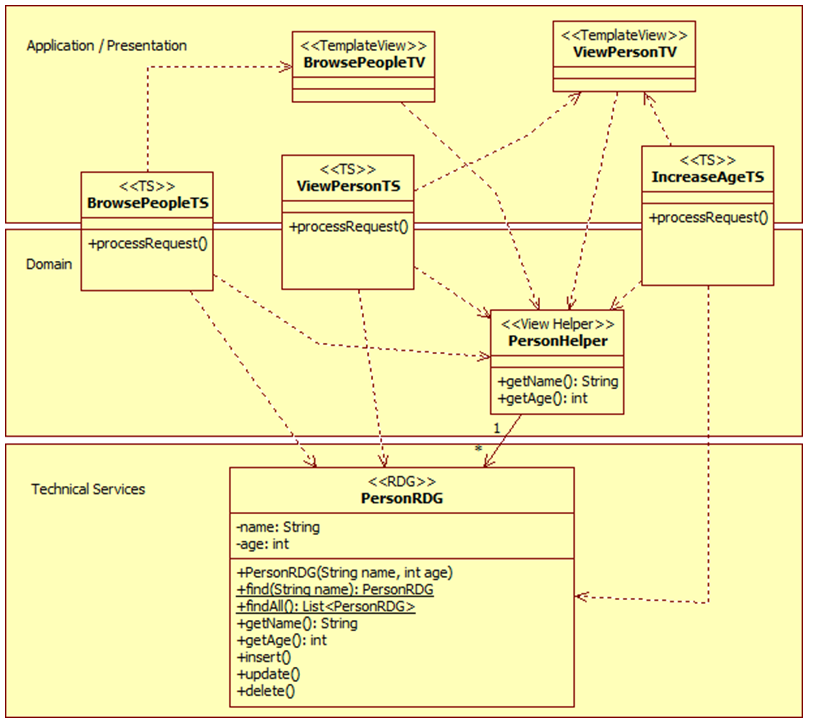 Application / Presentation
<<TemplateView>>
BrowsePeopleTV
<<TemplateView>>
ViewPersonTV
<<TS>>
BrowsePeopleTS
+processRequest()
<<TS>>
ViewPersonTS
+processRequest()
<<TS>>
IncreaseAgeTS
+processRequest()
Domain
<<View Helper>>
PersonHelper
+getName(): String
+getAge(): int
1
*
Technical Services
<<RDG>>
PersonRDG
-name: String
-age: int
+PersonRDG(String name, int age)
+find(String name): PersonRDG
+findAll(): List<PersonRDG>
+getName(): String
+getAge(): int
+insert()
+update()
+delete()